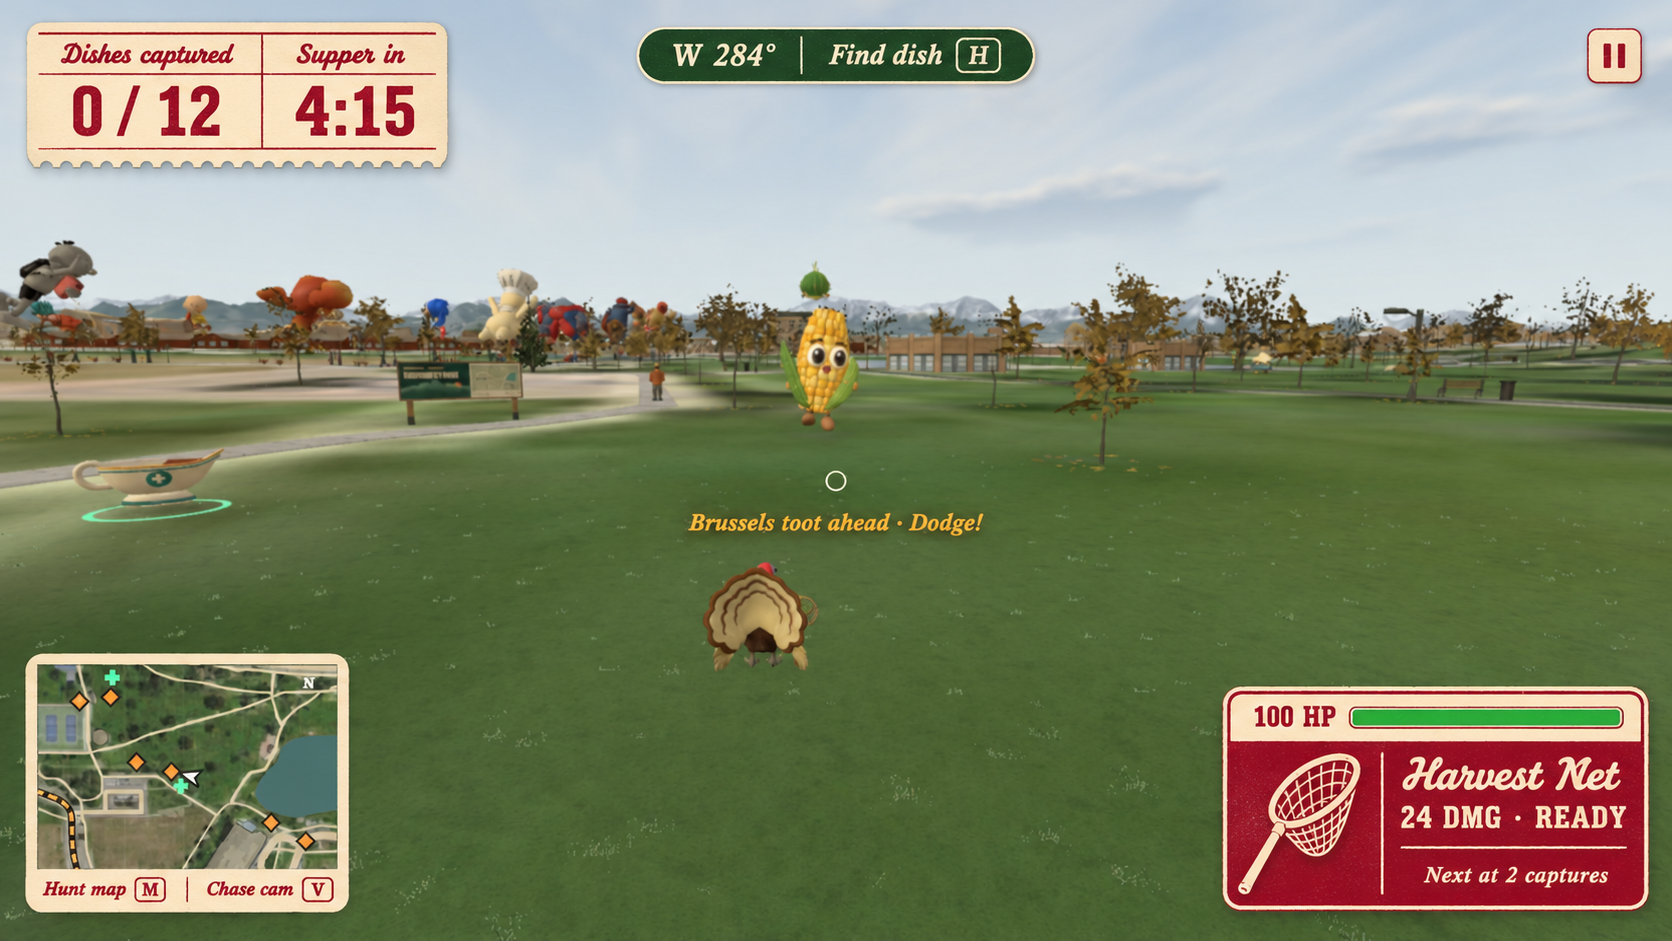 Dishes captured
Supper in
0 / 12
4:15
W 284°
Find dish H
Brussels toot ahead · Dodge!
N
Hunt map M
Chase cam V
100 HP
Harvest Net
24 DMG · READY
Next at 2 captures